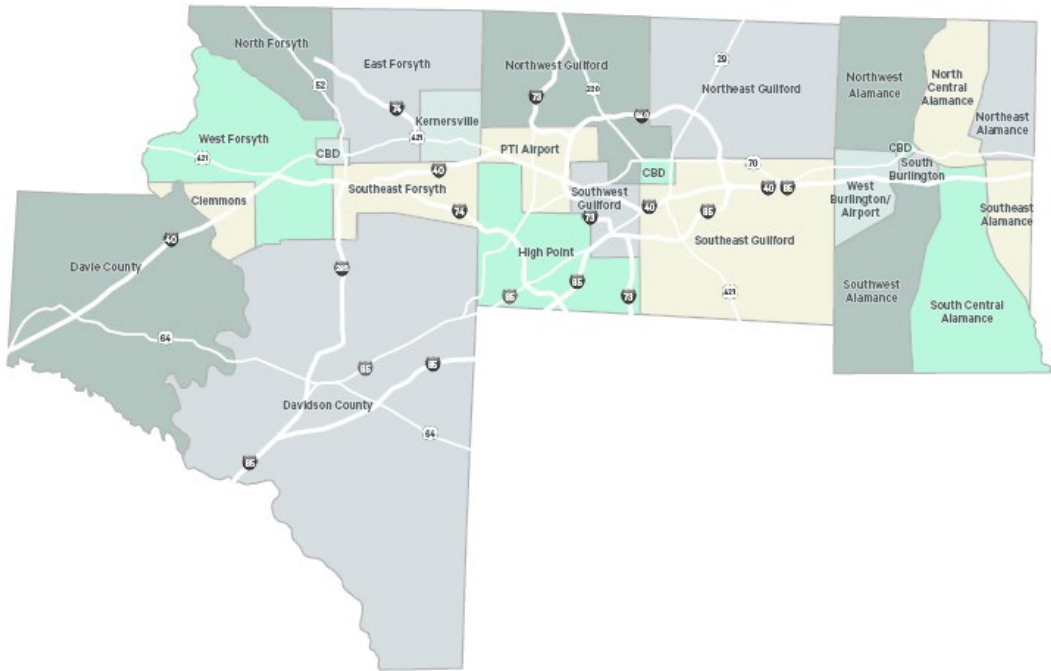 North Forsyth
52
East Forsyth
74
Kernersville
421
West Forsyth
421
CBD
Southeast Forsyth
40
74
Clemmons
Davie County
40
64
Davidson County
85
85
64
85
Northwest Guilford
73
220
29
Northeast Guilford
PTI Airport
CBD
70
Southwest
Guilford
73
40
85
40
85
High Point
85
85
73
Southeast Guilford
421
Northwest
Alamance
North
Central
Alamance
Northeast
Alamance
CBD
South
Burlington
West
Burlington/
Airport
Southeast
Alamance
Southwest
Alamance
South Central
Alamance